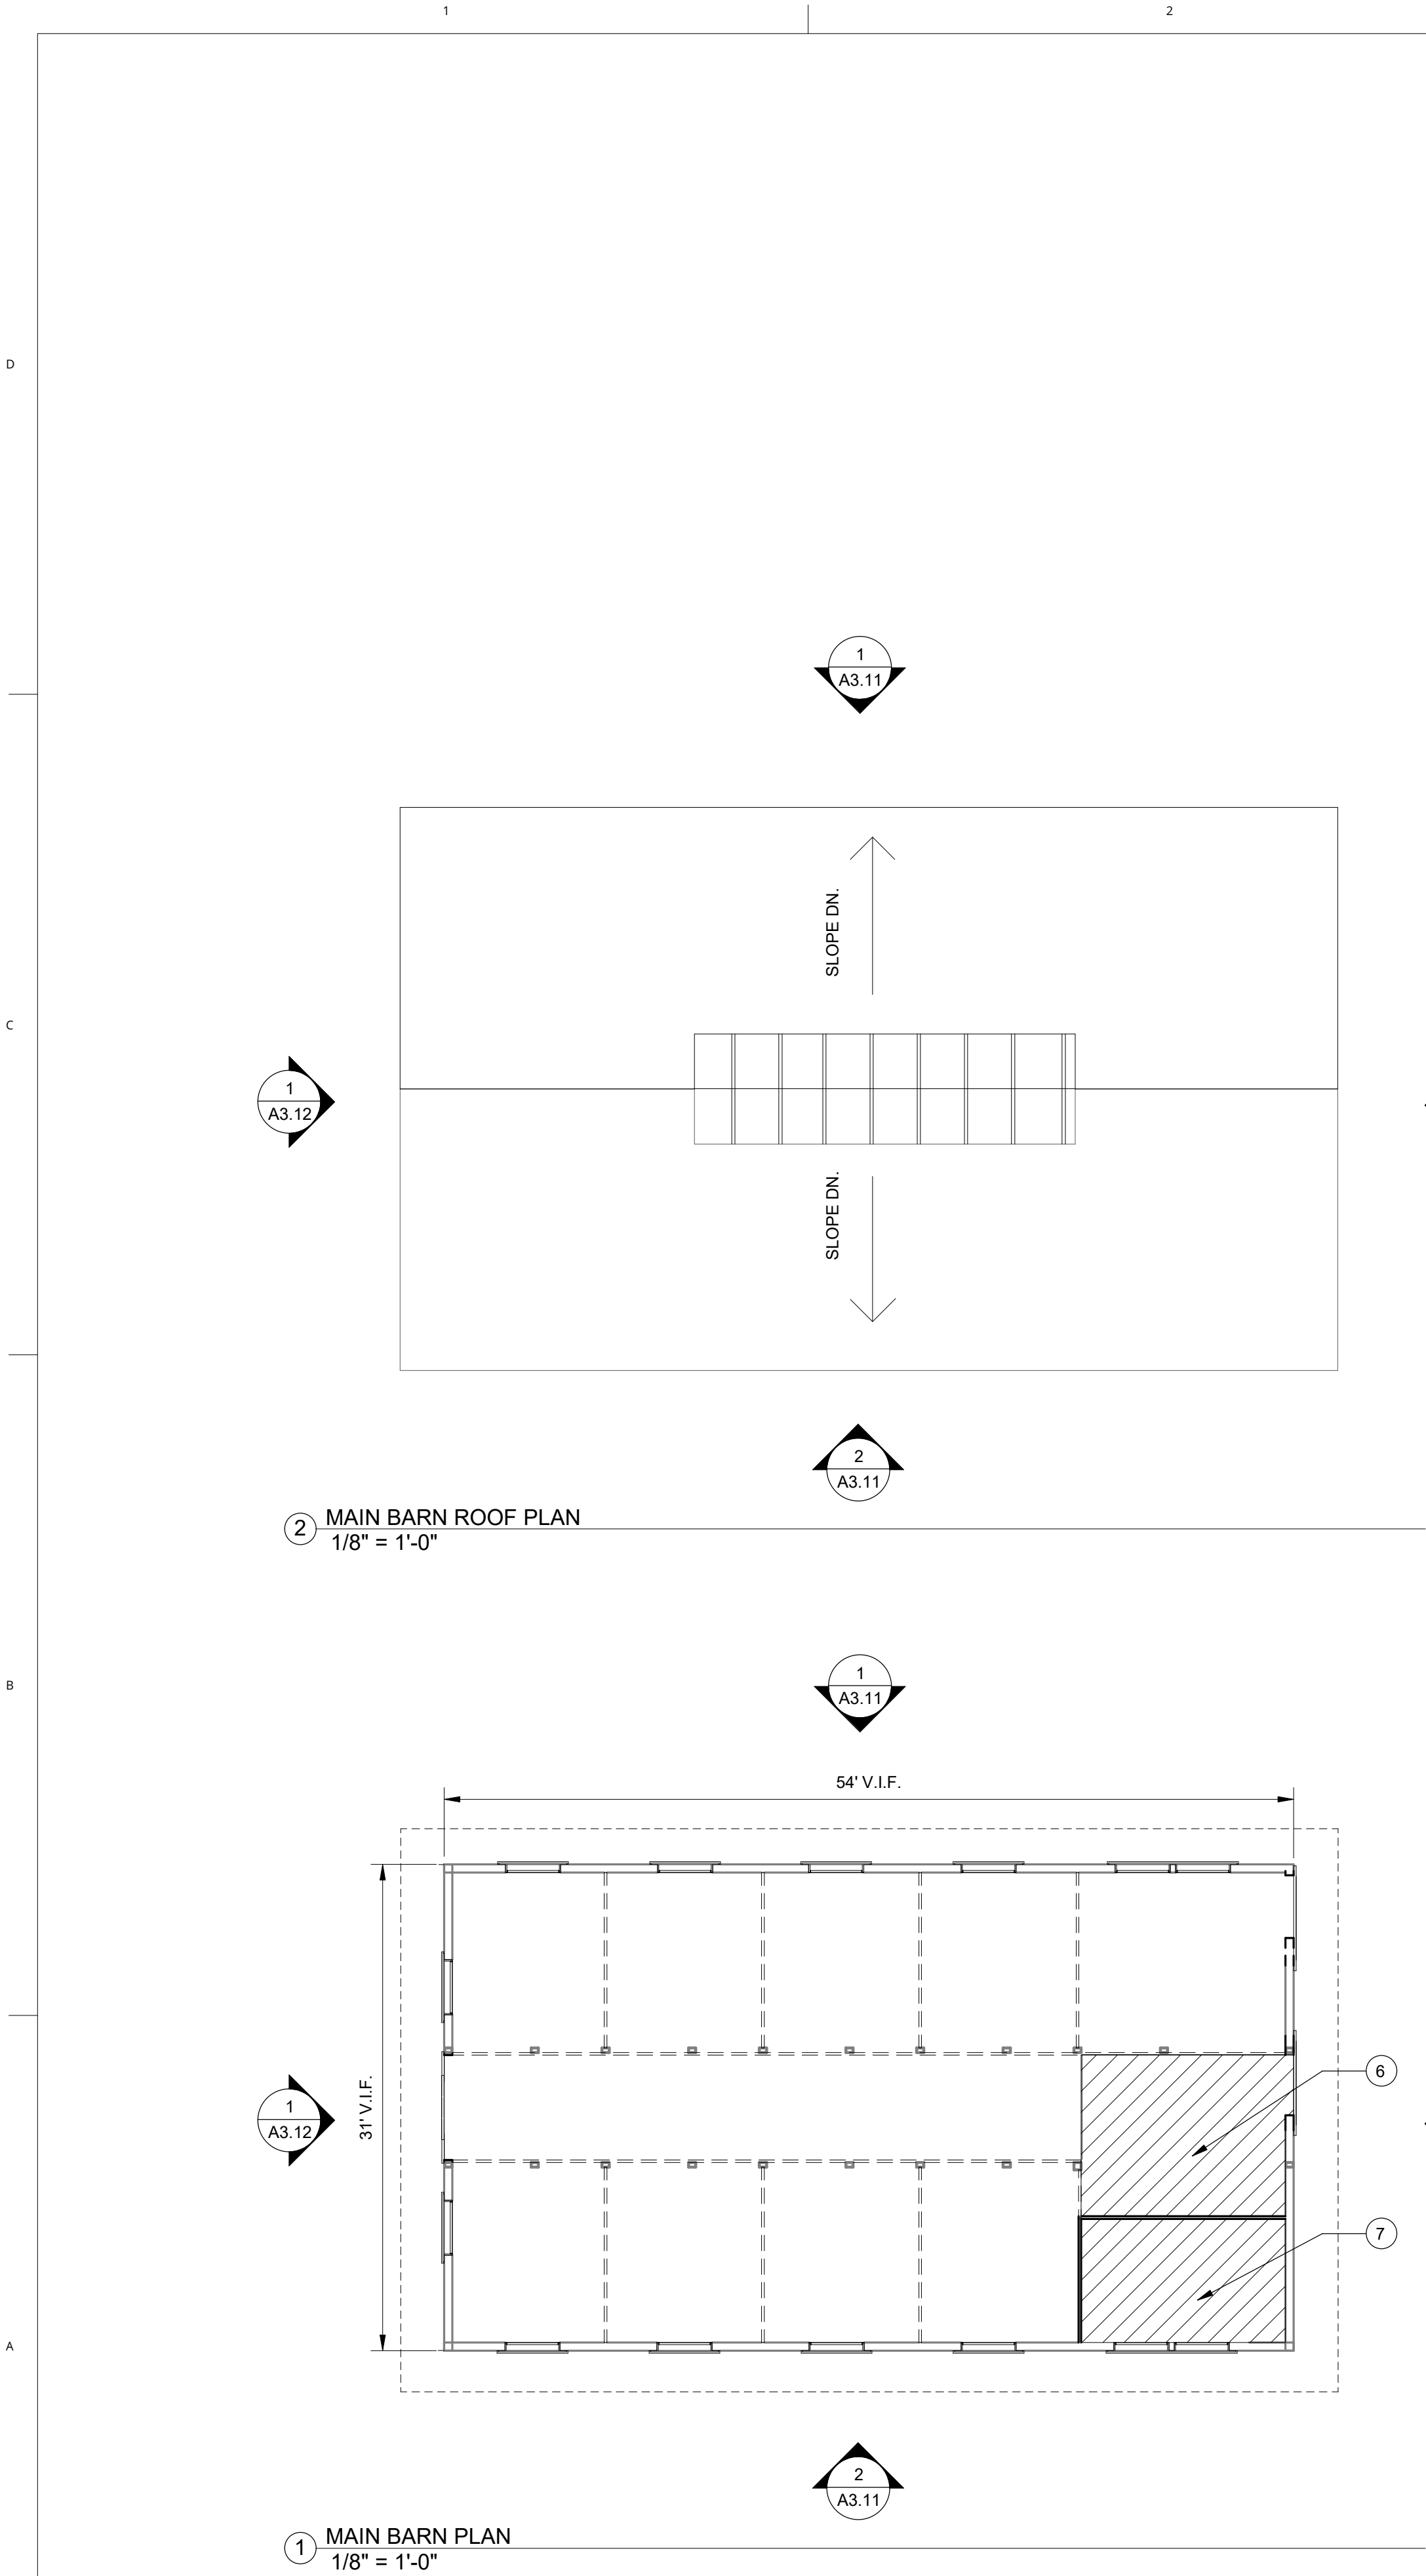 1
2
D
1
A3.11
SLOPE DN.
C
1
A3.12
SLOPE DN.
2
A3.11
2
MAIN BARN ROOF PLAN
1/8" = 1'-0"
B
1
A3.11
54' V.I.F.
6
31' V.I.F.
1
A3.12
7
A
2
A3.11
1
MAIN BARN PLAN
1/8" = 1'-0"